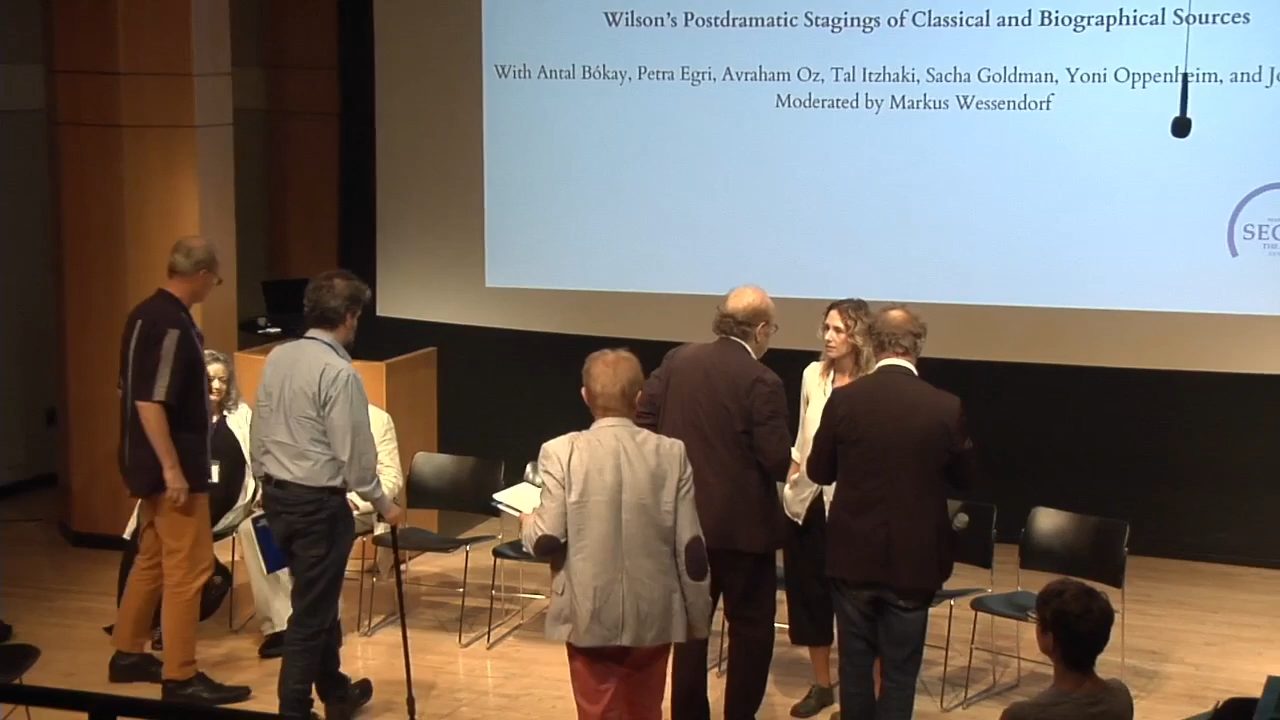 Wilson's Postdramatic Stagings of Classical and Biographical Sources
With Antal Bókay, Petra Egri, Avraham Oz, Tal Itzhaki, Sacha Goldman, Yoni Oppenheim, and
Moderated by Markus Wessendorf